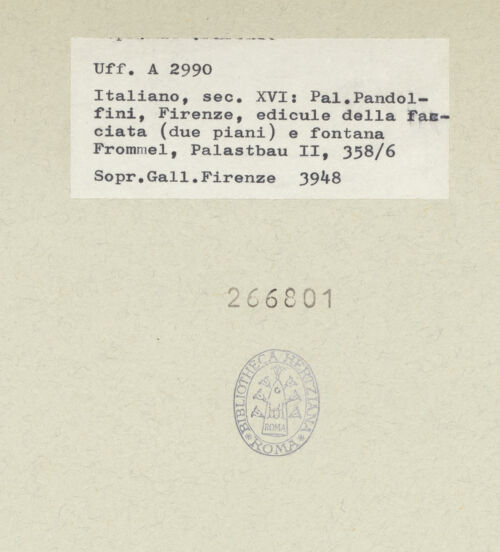 Uff. A 2990
Italiano, sec. XVI: Pal.Pandol-
fini, Firenze, edicule della fac-
ciata (due piani) e fontana
Frommel, Palastbau II, 358/6
Sopr.Gall.Firenze 3948
266801
BIBLIOTHECA HERTZIANA
ROMA
ROMA